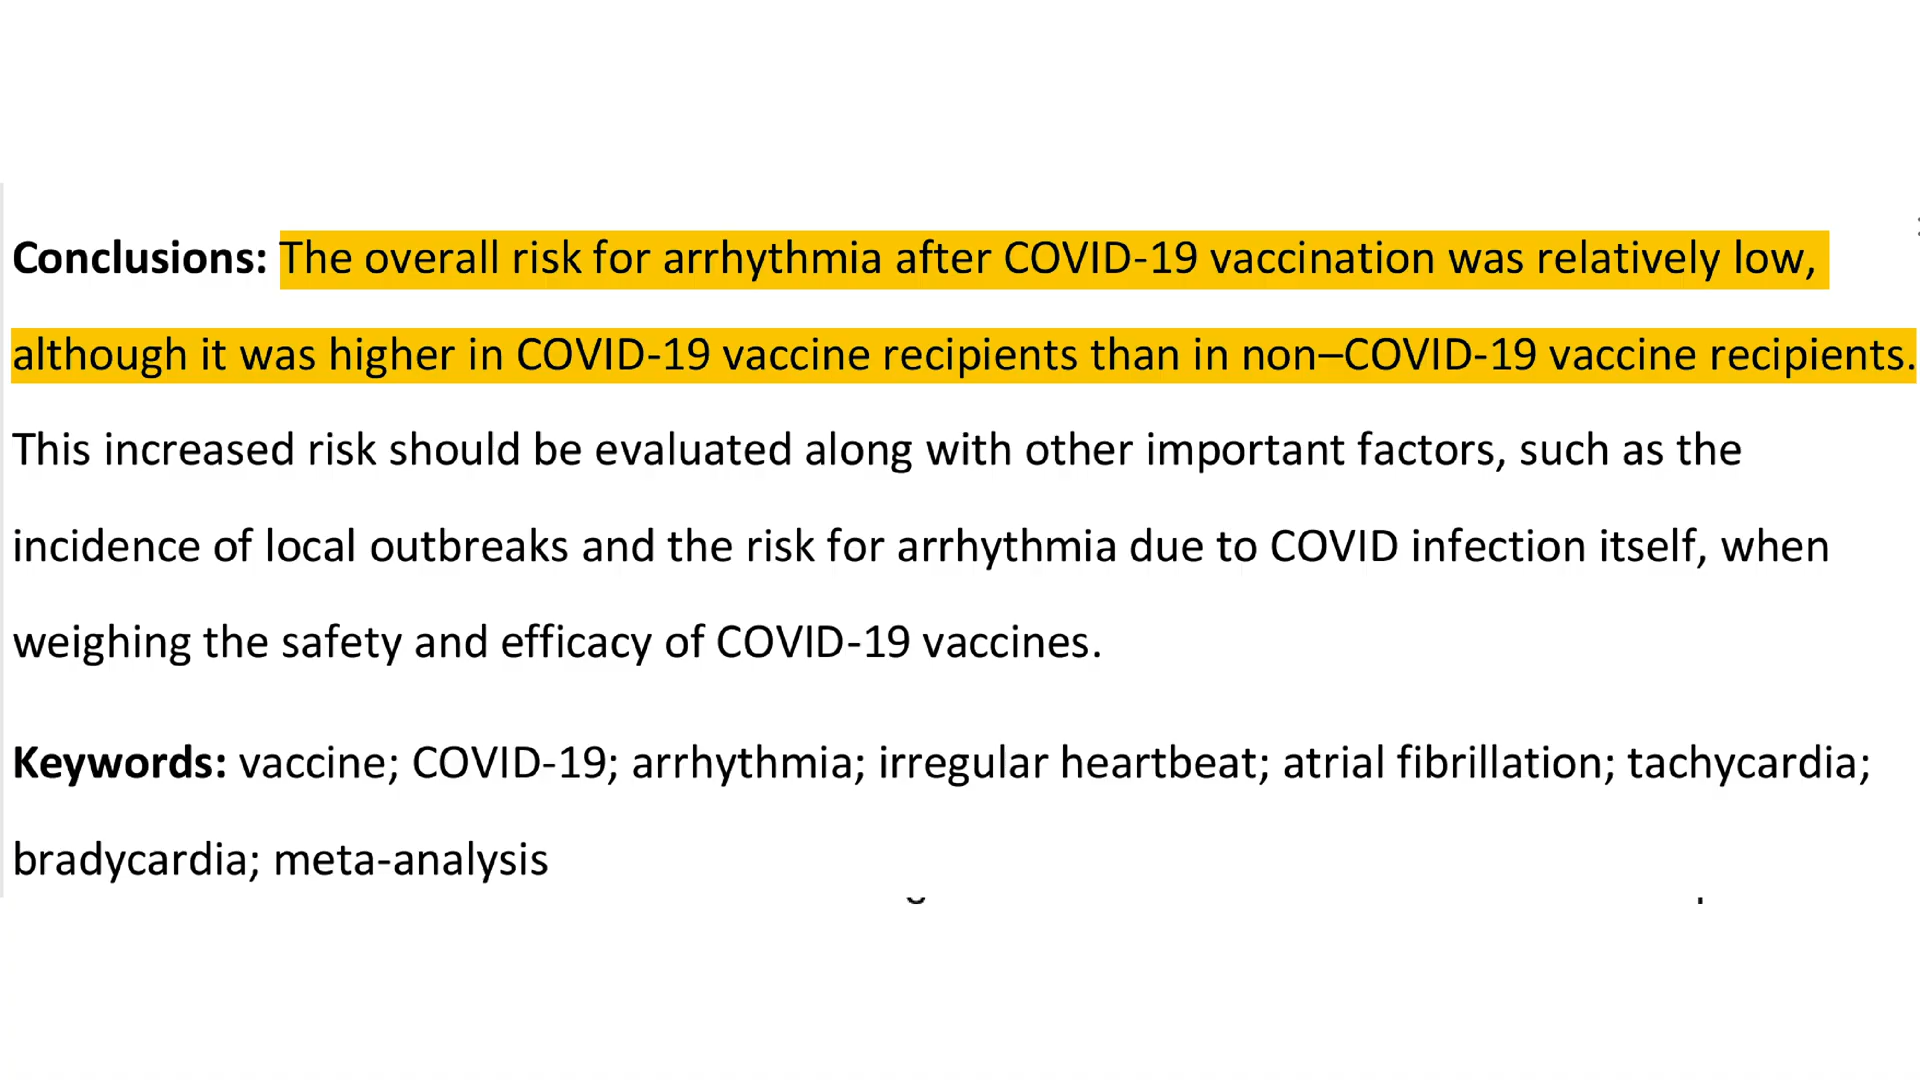 Conclusions: The overall risk for arrhythmia after COVID-19 vaccination was relatively low,
although it was higher in COVID-19 vaccine recipients than in non–COVID-19 vaccine recipients.
This increased risk should be evaluated along with other important factors, such as the
incidence of local outbreaks and the risk for arrhythmia due to COVID infection itself, when
weighing the safety and efficacy of COVID-19 vaccines.
Keywords: vaccine; COVID-19; arrhythmia; irregular heartbeat; atrial fibrillation; tachycardia;
bradycardia; meta-analysis